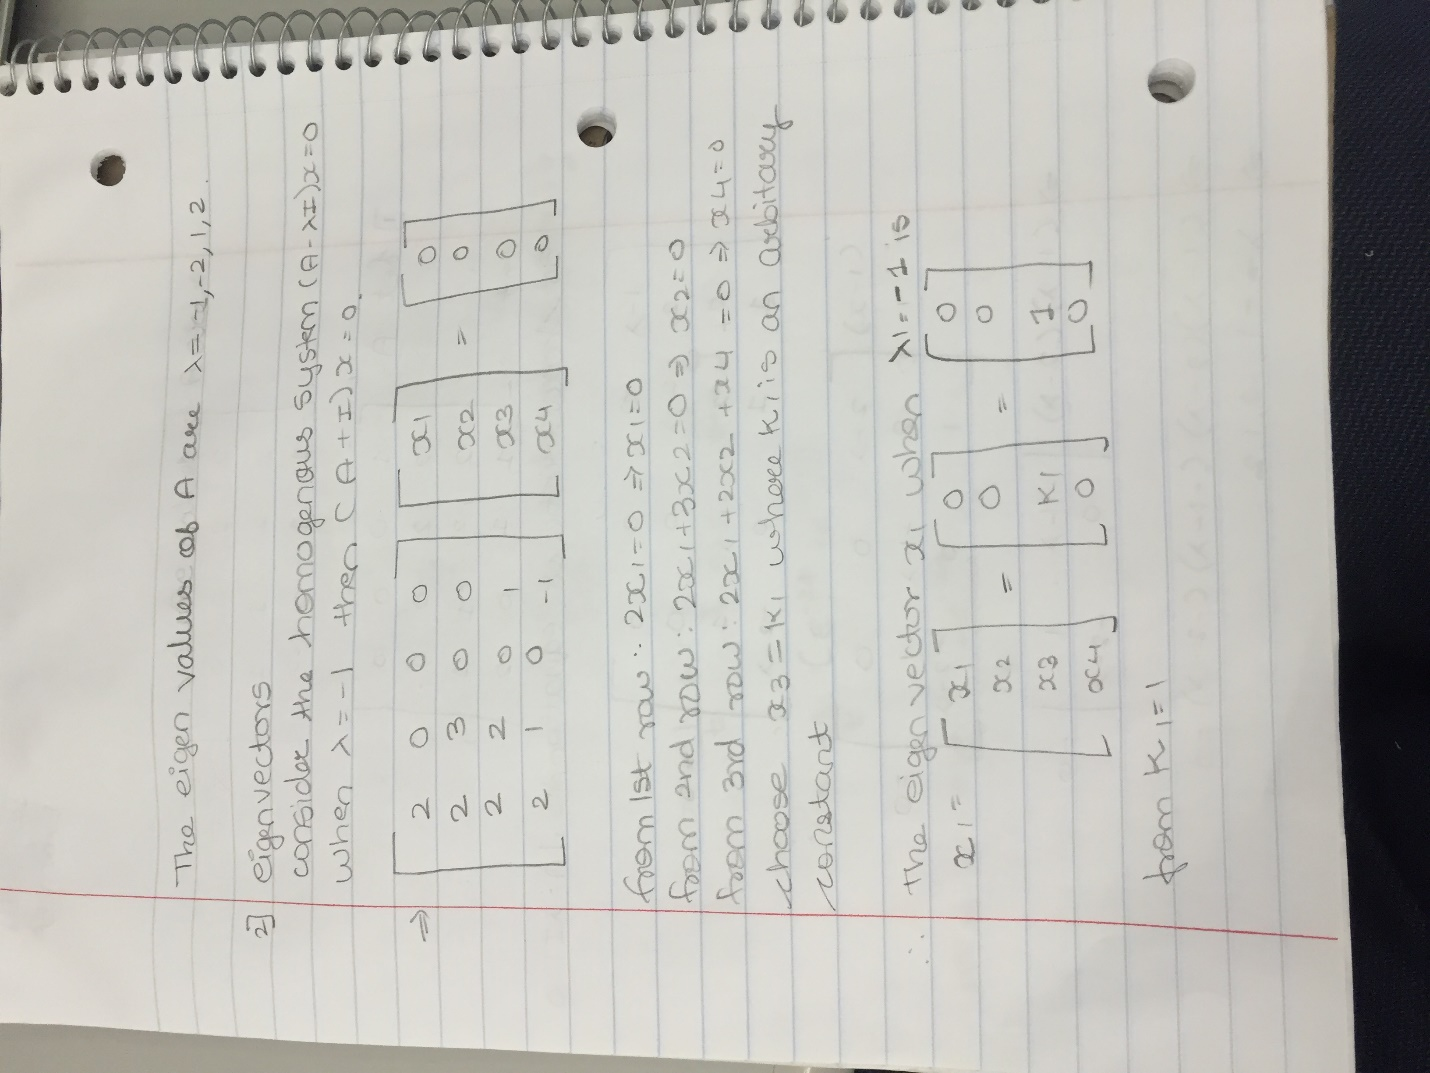 The eigen values of A are λ=-1,-2,1,2.
2] eigenvectors
consider the homogenous system (A-λI)x=0
when λ=-1 then (A+I)x=0.
⇒ [2 0 0 0] [x1] = [0]
[2 3 0 0] [x2] [0]
[2 2 0 1] [x3] [0]
[2 1 0 -1] [x4] [0]
from 1st row: 2x1=0 ⇒ x1=0
from 2nd row: 2x1+3x2=0 ⇒ x2=0
from 3rd row: 2x1+2x2+x4=0 ⇒ x4=0
choose x3=k1 where k1 is an arbitary
constant
∴ the eigen vector x1 when λ1=-1 is
x1= [x1] = [0] = [0]
[x2] [0] [0]
[x3] [k1] [1]
[x4] [0] [0]
from k1=1